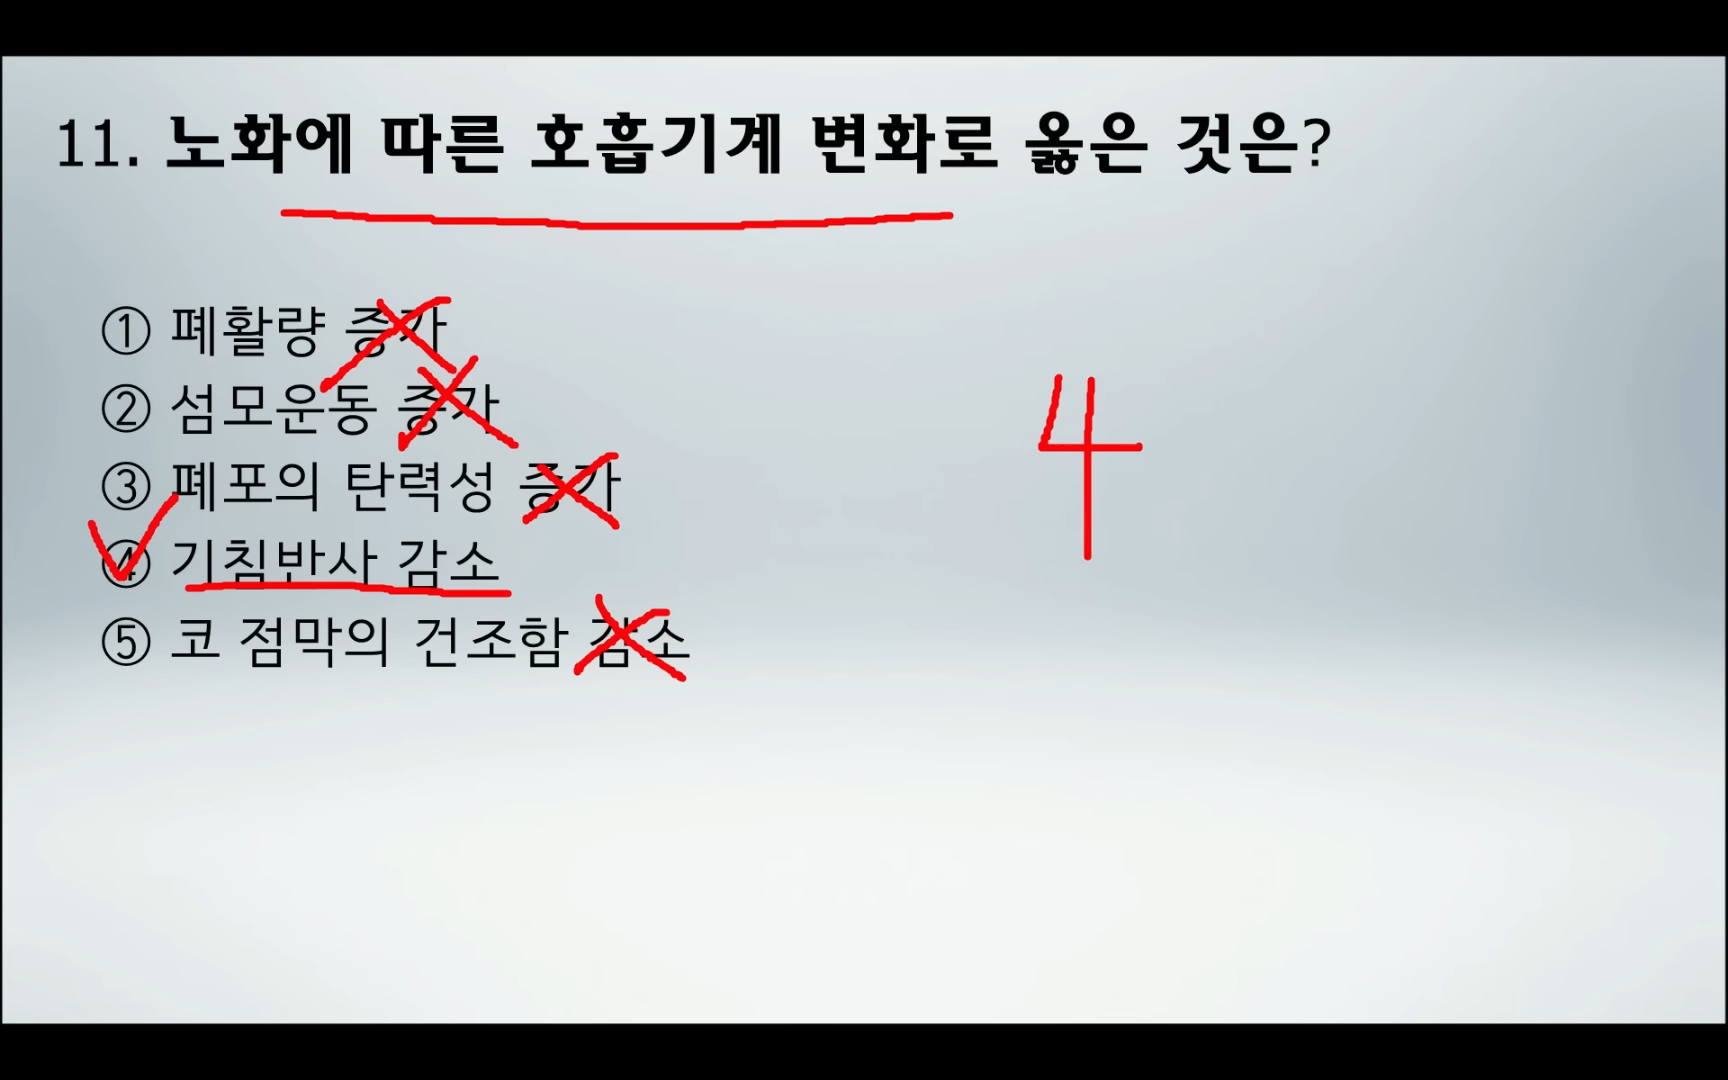 11. 노화에 따른 호흡기계 변화로 옳은 것은?
① 폐활량 증가
② 섬모운동 증가
③ 폐포의 탄력성 증가
④ 기침반사 감소
⑤ 코 점막의 건조함 감소
4